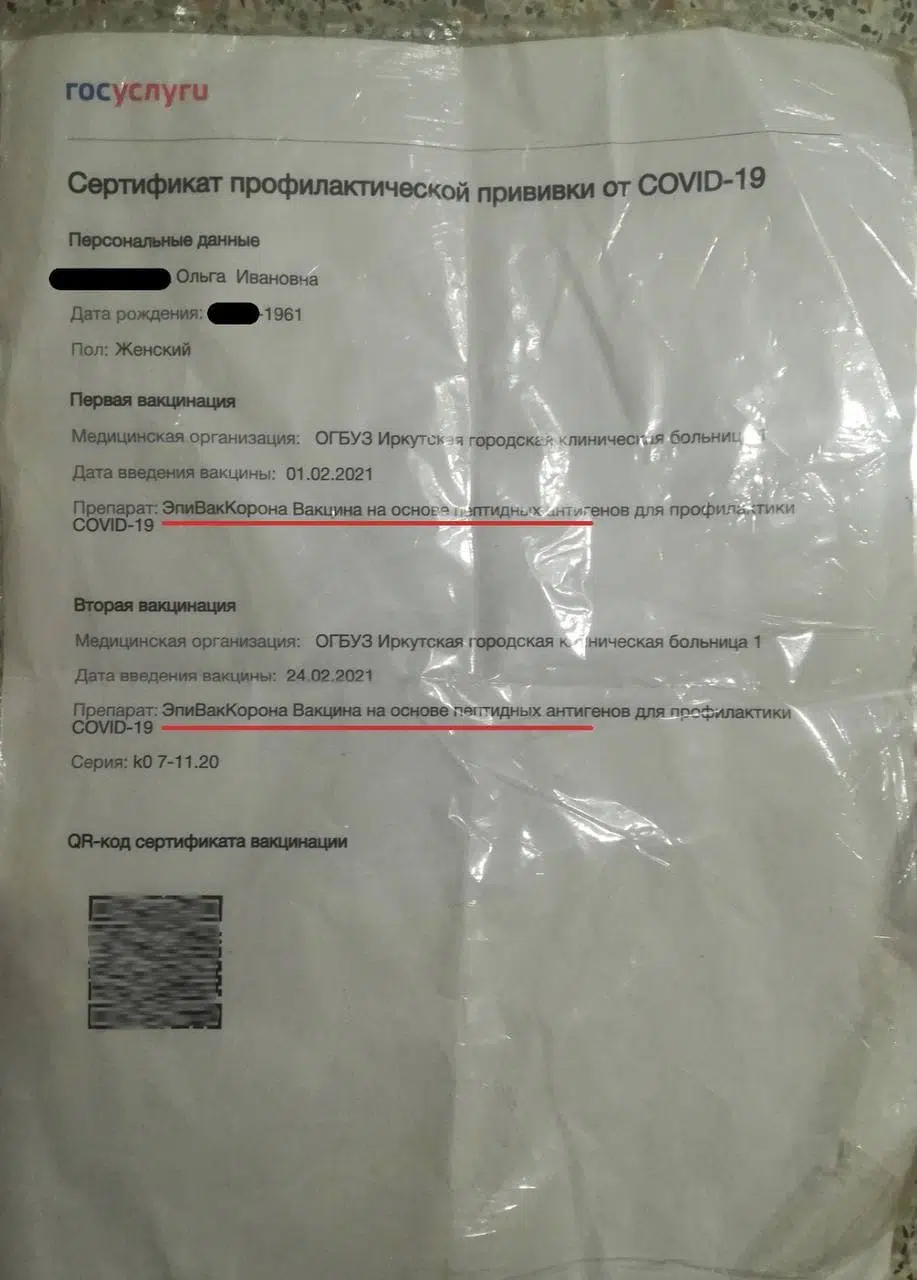 госуслуги
Сертификат профилактической прививки от COVID-19
Персональные данные
Ольга Ивановна
Дата рождения: -1961
Пол: Женский
Первая вакцинация
Медицинская организация: ОГБУЗ Иркутская городская клиническая больниц 1
Дата введения вакцины: 01.02.2021
Препарат: ЭпиВакКорона Вакцина на основе пептидных антигенов для профилактики
COVID-19
Вторая вакцинация
Медицинская организация: ОГБУЗ Иркутская городская клиническая больница 1
Дата введения вакцины: 24.02.2021
Препарат: ЭпиВакКорона Вакцина на основе пептидных антигенов для профилактики
COVID-19
Серия: k0 7-11.20
QR-код сертификата вакцинации